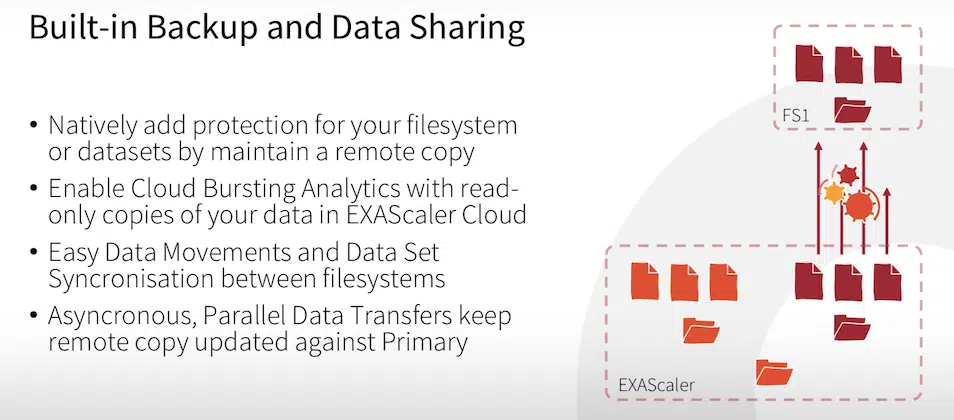 Built-in Backup and Data Sharing
• Natively add protection for your filesystem
or datasets by maintain a remote copy
• Enable Cloud Bursting Analytics with read-
only copies of your data in EXAScaler Cloud
• Easy Data Movements and Data Set
Syncronisation between filesystems
• Asyncronous, Parallel Data Transfers keep
remote copy updated against Primary
FS1
EXAScaler